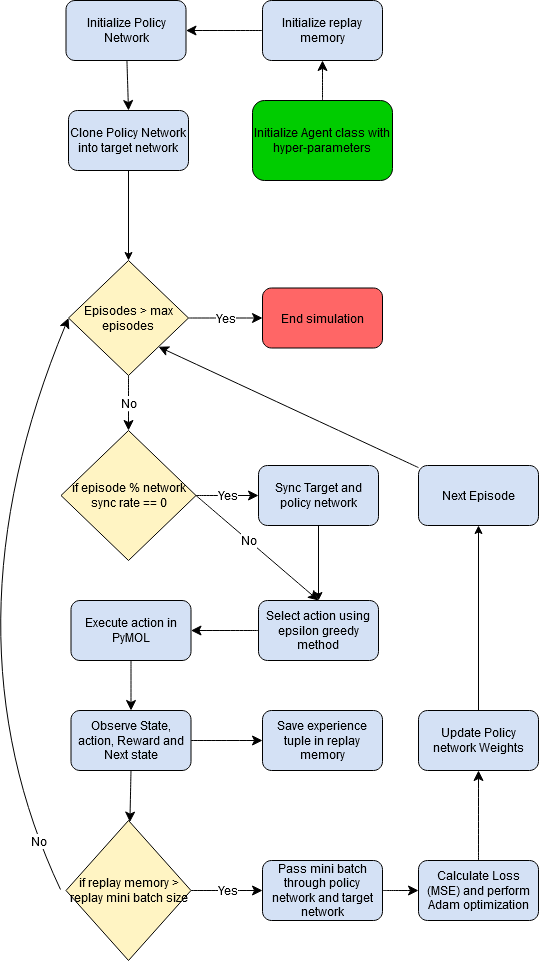 Initialize Policy
Network
Initialize replay
memory
Clone Policy Network
into target network
Initialize Agent class with
hyper-parameters
Episodes > max
episodes
Yes
End simulation
No
if episode % network
sync rate == 0
Yes
Sync Target and
policy network
Next Episode
No
Execute action in
PyMOL
Select action using
epsilon greedy
method
Observe State,
action, Reward and
Next state
Save experience
tuple in replay
memory
Update Policy
network Weights
No
if replay memory >
replay mini batch size
Yes
Pass mini batch
through policy
network and target
network
Calculate Loss
(MSE) and perform
Adam optimization